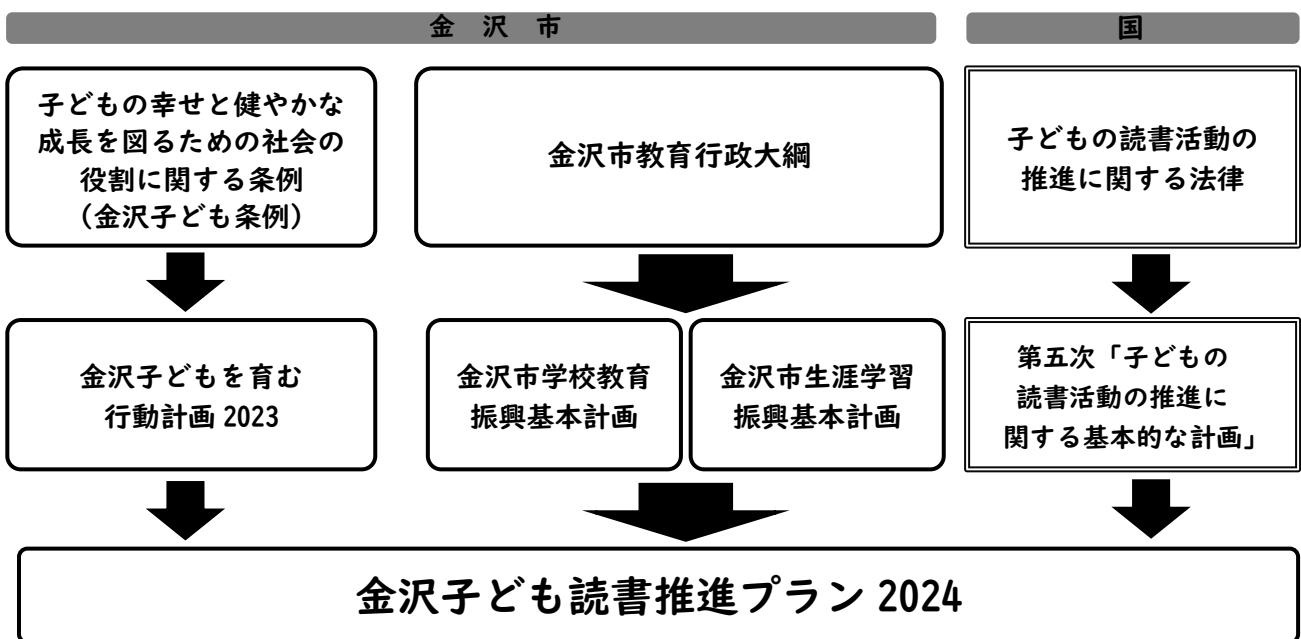 金沢市
国
子どもの幸せと健やかな
成長を図るための社会の
役割に関する条例
（金沢子ども条例）
金沢市教育行政大綱
子どもの読書活動の
推進に関する法律
金沢子どもを育む
行動計画 2023
金沢市学校教育
振興基本計画
金沢市生涯学習
振興基本計画
第五次「子どもの
読書活動の推進に
関する基本的な計画」
金沢子ども読書推進プラン 2024